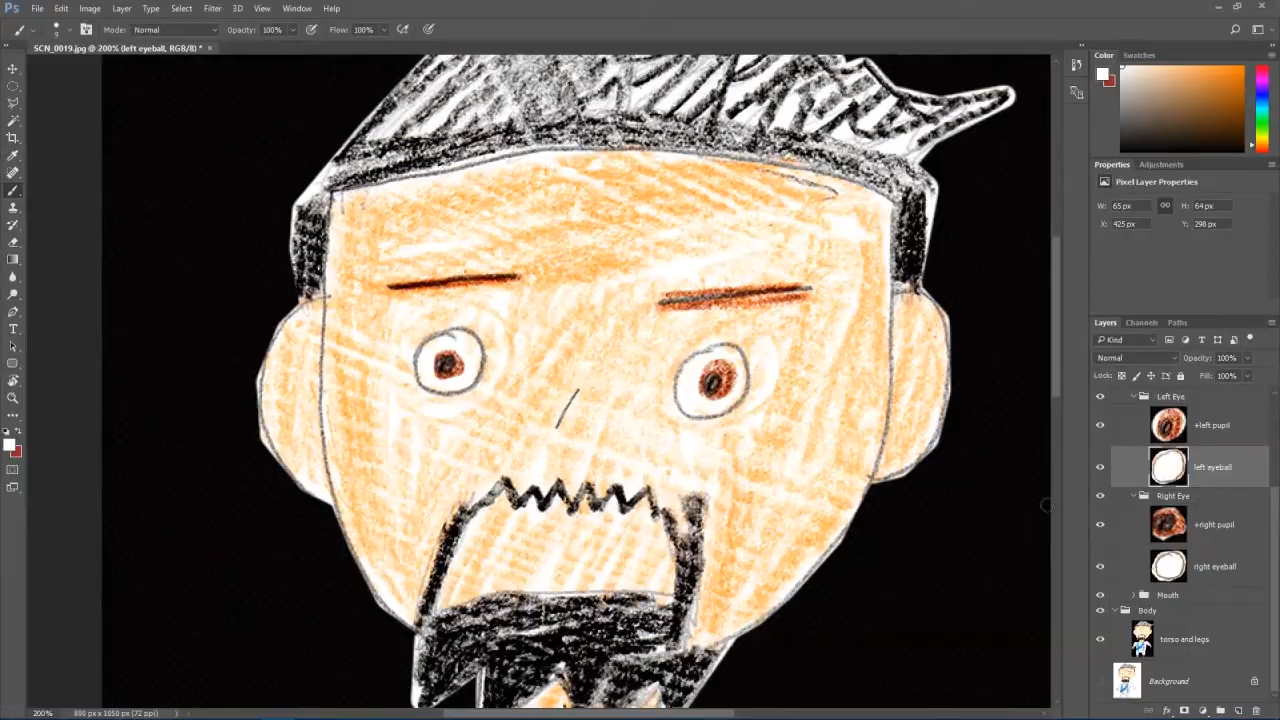 Ps File Edit Image Layer Type Select Filter 3D View Window Help
9 Mode: Normal Opacity: 100% Flow: 100%
SCN_0019.jpg @ 200% (left eyeball, RGB/8) *
Color Swatches
Properties Adjustments
Pixel Layer Properties
W: 65 px H: 64 px
X: 425 px Y: 298 px
Layers Channels Paths
Kind
Normal Opacity: 100%
Lock: Fill: 100%
Left Eye
+left pupil
left eyeball
Right Eye
+right pupil
right eyeball
Mouth
Body
torso and legs
Background
200% 800 px x 1050 px (72 ppi)